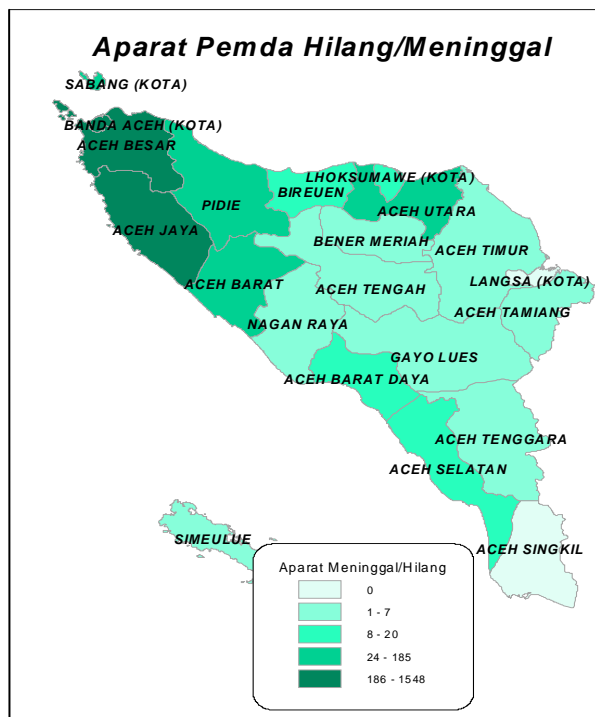 Aparat Pemda Hilang/Meninggal
SABANG (KOTA)
BANDA ACEH (KOTA)
ACEH BESAR
LHOKSUMAWE (KOTA)
BIREUEN
PIDIE
ACEH UTARA
ACEH JAYA
BENER MERIAH
ACEH TIMUR
LANGSA (KOTA)
ACEH BARAT
ACEH TENGAH
ACEH TAMIANG
NAGAN RAYA
GAYO LUES
ACEH BARAT DAYA
ACEH TENGGARA
ACEH SELATAN
SIMEULUE
ACEH SINGKIL
Aparat Meninggal/Hilang
0
1 - 7
8 - 20
24 - 185
186 - 1548